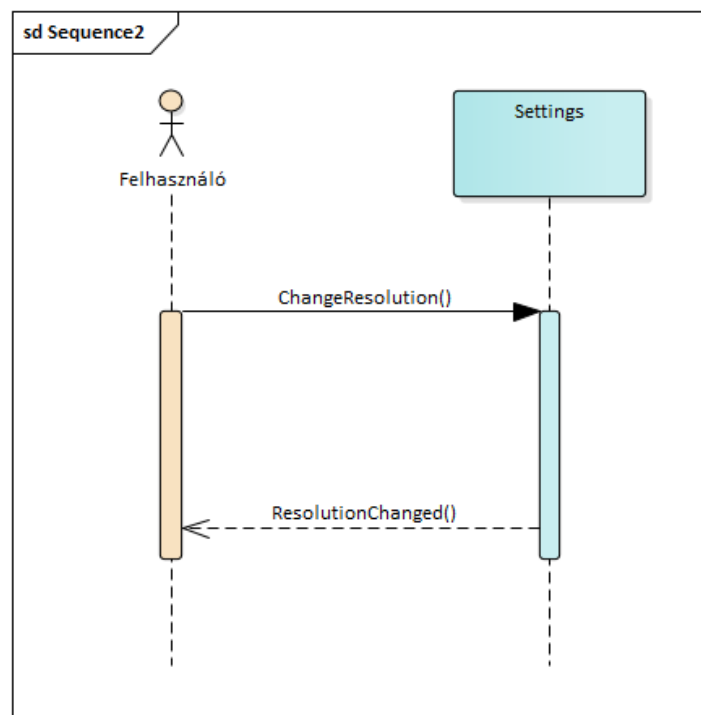 sd Sequence2
Settings
Felhasználó
ChangeResolution()
ResolutionChanged()